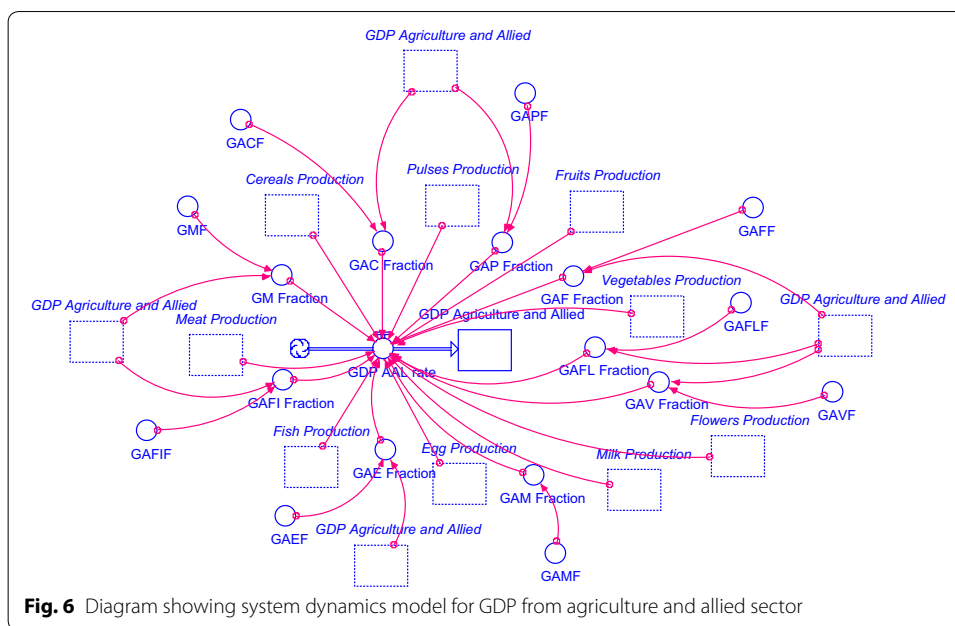 GDP Agriculture and Allied
GAPF
GACF
Cereals Production
Pulses Production
Fruits Production
GMF
GAFF
GAC Fraction
GAP Fraction
GM Fraction
GAF Fraction
Vegetables Production
GDP Agriculture and Allied
GDP Agriculture and Allied
Meat Production
GDP Agriculture and Allied
GAFLF
GDP AAL rate
GAFL Fraction
GAFI Fraction
GAV Fraction
GAVF
Flowers Production
GAFIF
Fish Production
Egg Production
Milk Production
GAE Fraction
GAM Fraction
GAEF
GDP Agriculture and Allied
GAMF
Fig. 6 Diagram showing system dynamics model for GDP from agriculture and allied sector